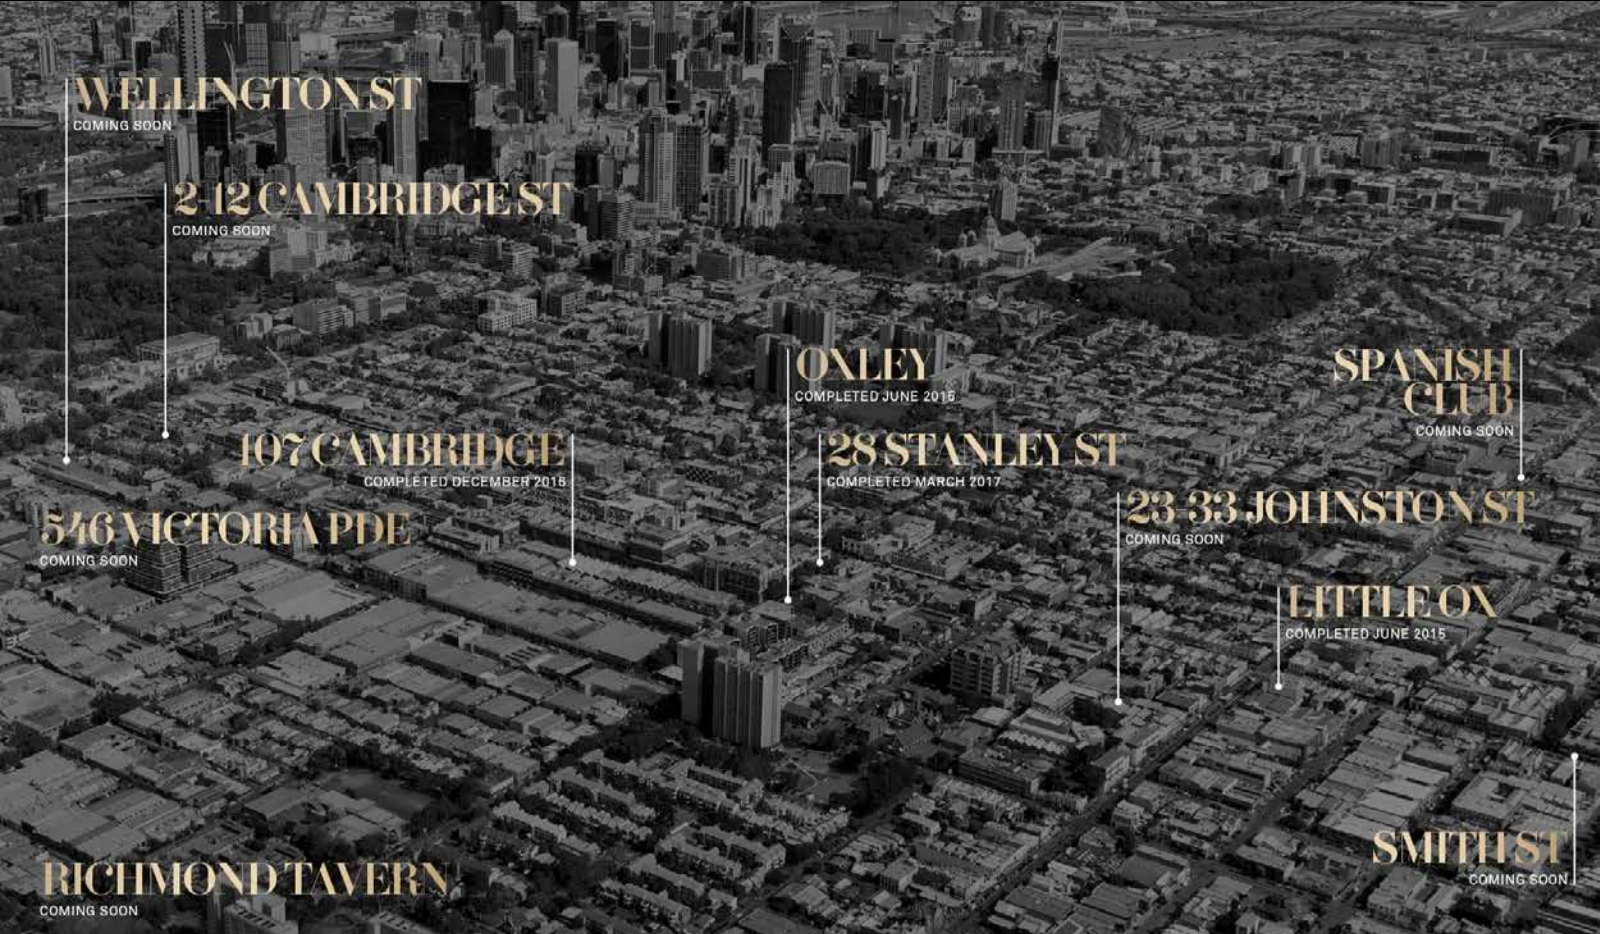 WELLINGTON ST
COMING SOON
2-12 CAMBRIDGE ST
COMING SOON
OXLEY
COMPLETED JUNE 2015
SPANISH
CLUB
COMING SOON
107 CAMBRIDGE
COMPLETED DECEMBER 2016
28 STANLEY ST
COMPLETED MARCH 2017
23-33 JOHNSTON ST
COMING SOON
546 VICTORIA PDE
COMING SOON
LITTLE OX
COMPLETED JUNE 2015
SMITH ST
COMING SOON
RICHMOND TAVERN
COMING SOON